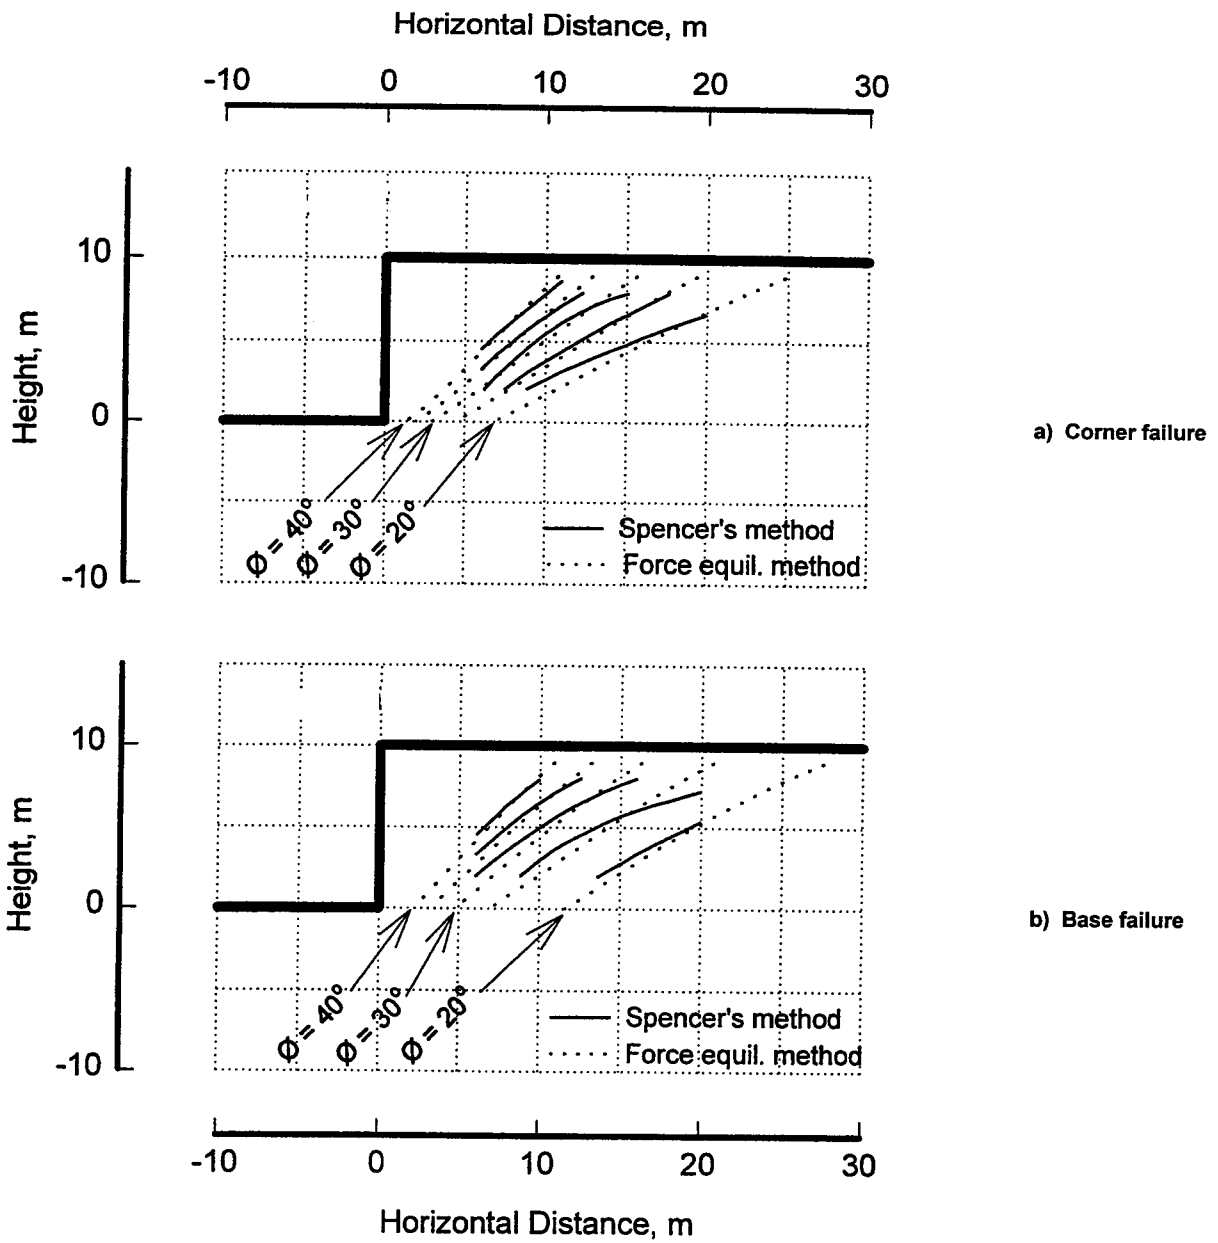 Horizontal Distance, m
-10 0 10 20 30
10
0
-10
Height, m
a) Corner failure
Ø = 40°
Ø = 30°
Ø = 20°
Spencer's method
Force equil. method
10
0
-10
Height, m
b) Base failure
Ø = 40°
Ø = 30°
Ø = 20°
Spencer's method
Force equil. method
-10 0 10 20 30
Horizontal Distance, m